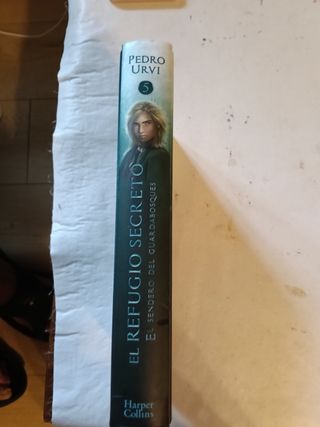 PEDRO
URVI
5
EL REFUGIO SECRETO
EL SENDERO DEL GUARDABOSQUES
Harper
Collins